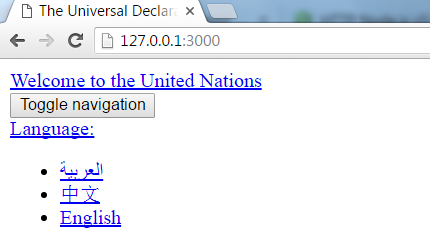 The Universal Declara
127.0.0.1:3000
Welcome to the United Nations
Toggle navigation
Language:
العربية
中文
English